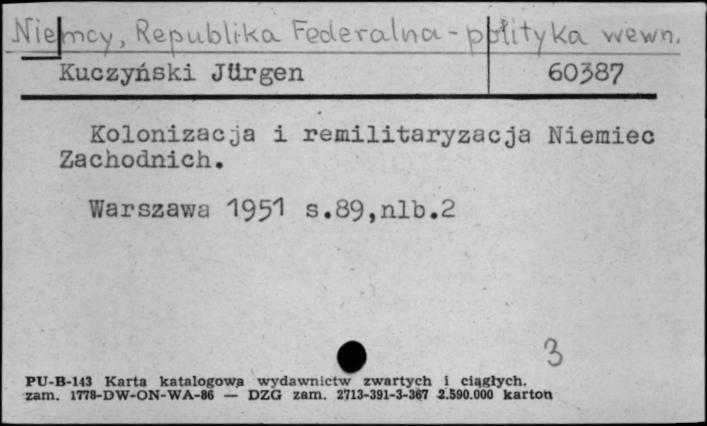 Niemcy, Republika Federalna - polityka wewn.
Kuczyński Jürgen 60387
Kolonizacja i remilitaryzacja Niemiec
Zachodnich.
Warszawa 1951 s.89,nlb.2
3
PU-B-143 Karta katalogowa wydawnictw zwartych i ciągłych.
zam. 1778-DW-ON-WA-86 — DZG zam. 2713-391-3-367 2.590.000 karton